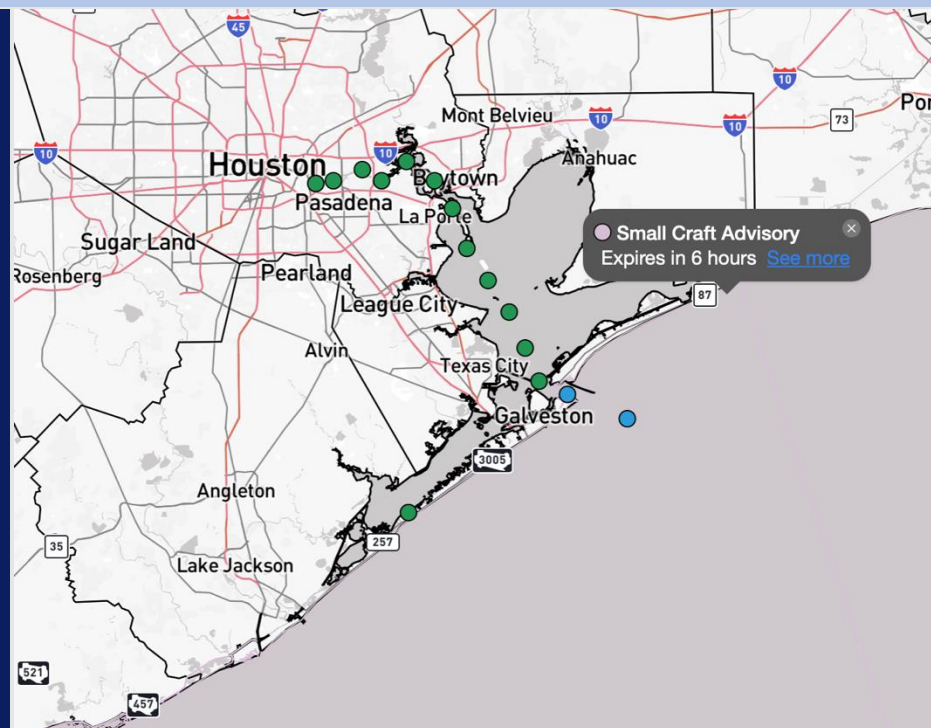 45
10
10
Mont Belvieu
10
10
73
Por
Houston
Anahuac
10
Baytown
Pasadena
La Porte
Small Craft Advisory
Expires in 6 hours See more
Sugar Land
Rosenberg
Pearland
87
League City
Alvin
Texas City
Galveston
3005
Angleton
35
257
Lake Jackson
521
457